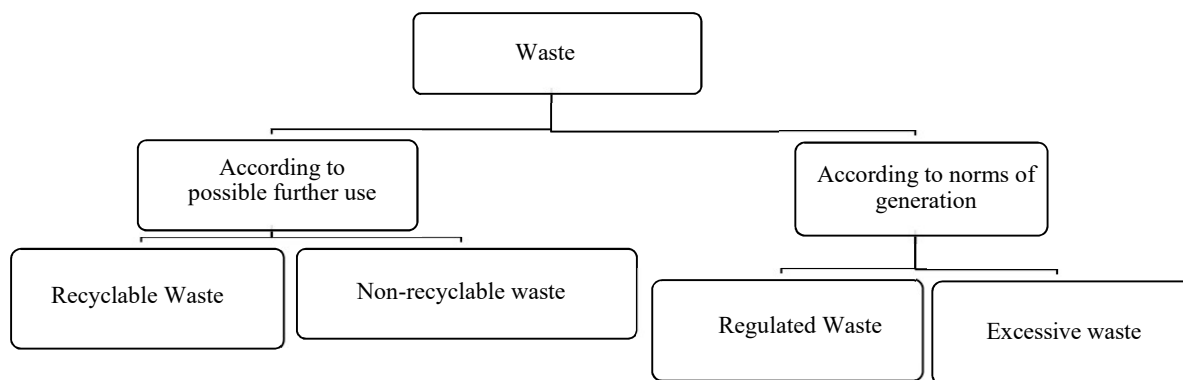 Waste
According to
possible further use
According to norms of
generation
Recyclable Waste
Non-recyclable waste
Regulated Waste
Excessive waste